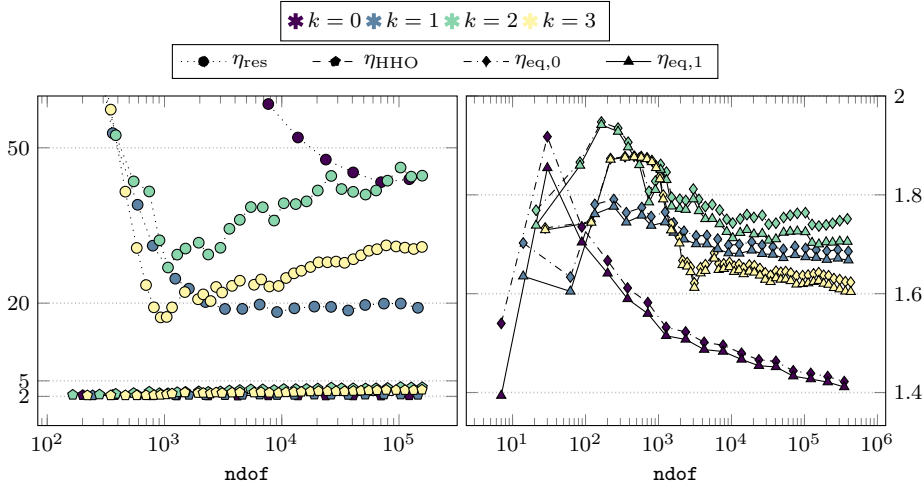 k = 0 k = 1 k = 2 k = 3
η_res η_HHO η_eq,0 η_eq,1
50
20
5
2
10^2 10^3 10^4 10^5
ndof
2
1.8
1.6
1.4
10^1 10^2 10^3 10^4 10^5 10^6
ndof